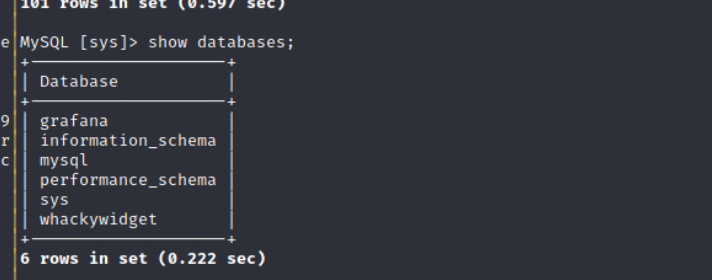 101 rows in set (0.597 sec)
MySQL [sys]> show databases;
+--------------------+
| Database           |
+--------------------+
| grafana            |
| information_schema |
| mysql              |
| performance_schema |
| sys                |
| whackywidget       |
+--------------------+
6 rows in set (0.222 sec)